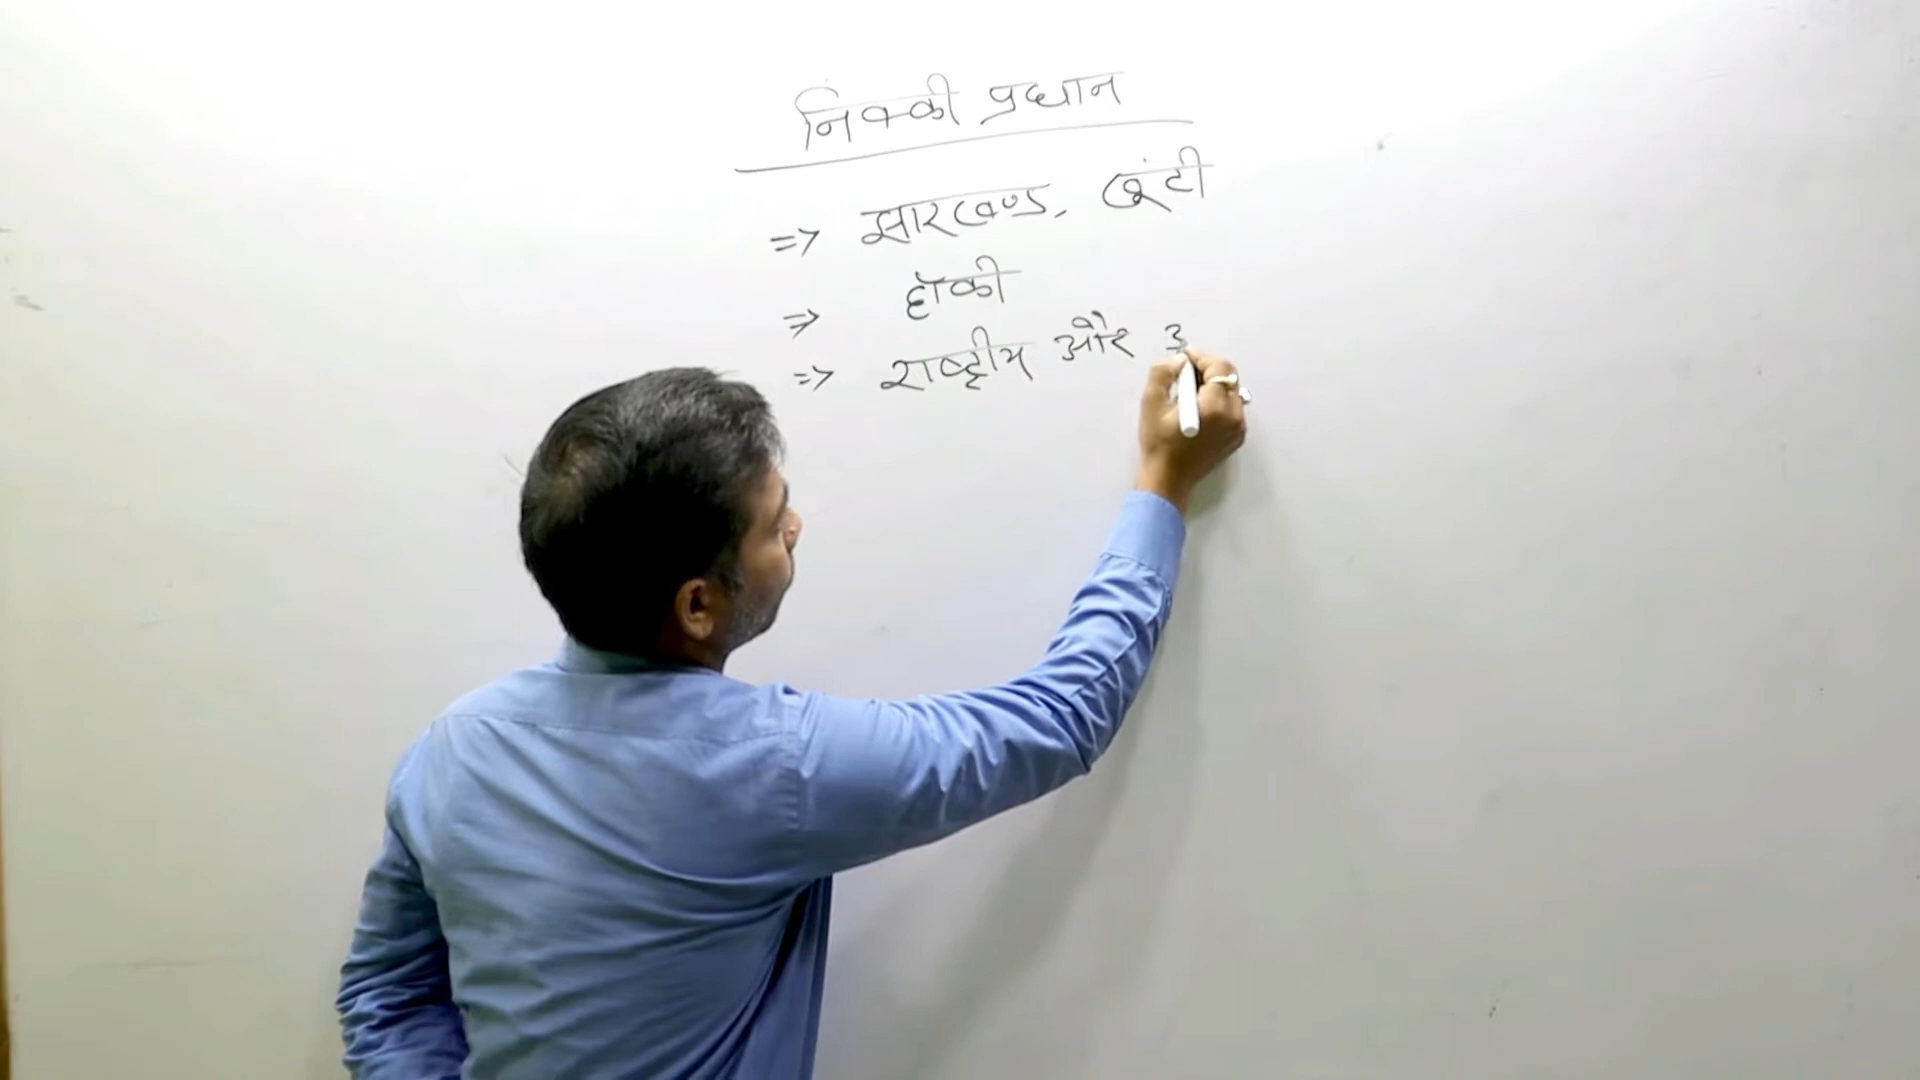 निक्की प्रधान
=> झारखण्ड, खूंटी
=> हॉकी
=> राष्ट्रीय और